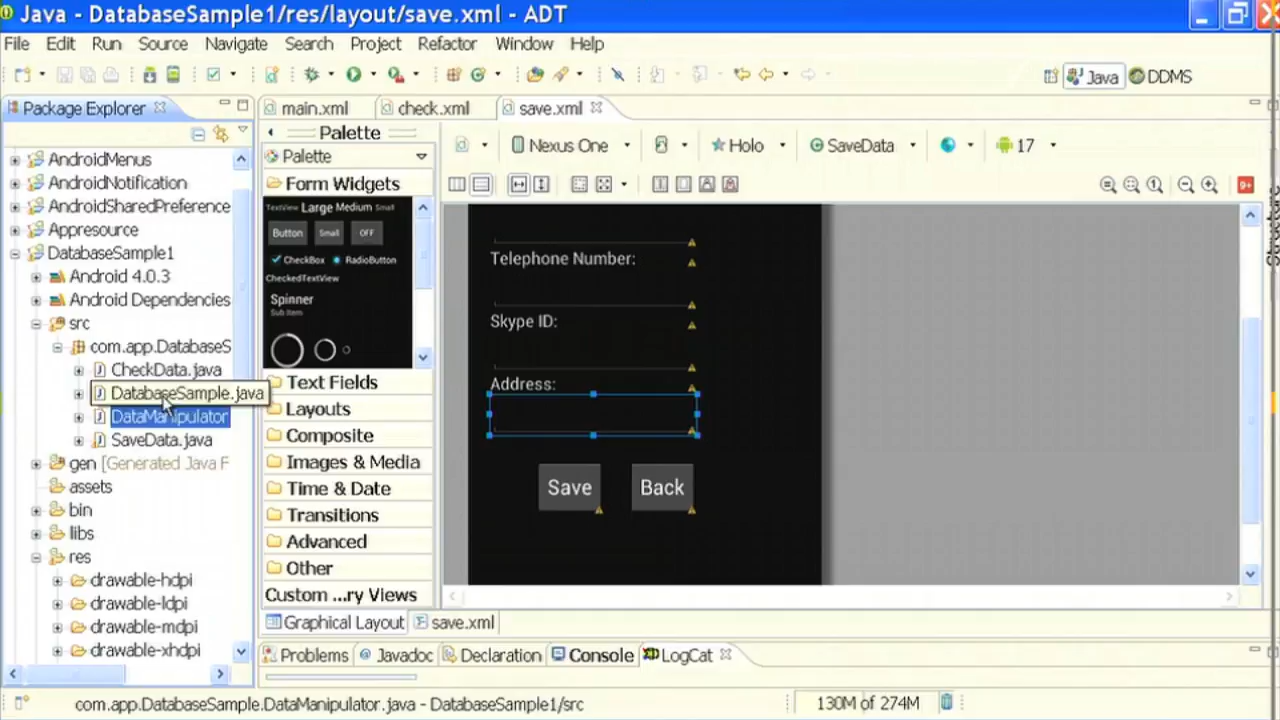 Java - DatabaseSample1/res/layout/save.xml - ADT
File Edit Run Source Navigate Search Project Refactor Window Help
Java DDMS
Package Explorer
main.xml check.xml save.xml
AndroidMenus
AndroidNotification
AndroidSharedPreference
Appresource
DatabaseSample1
Android 4.0.3
Android Dependencies
src
com.app.DatabaseS
CheckData.java
DatabaseSample.java
DataManipulator
SaveData.java
gen [Generated Java F
assets
bin
libs
res
drawable-hdpi
drawable-ldpi
drawable-mdpi
drawable-xhdpi
Palette
Palette
Form Widgets
TextView Large Medium Small
Button Small OFF
CheckBox RadioButton
CheckedTextView
Spinner
Sub Item
Text Fields
Layouts
Composite
Images & Media
Time & Date
Transitions
Advanced
Other
Custom ...ry Views
Nexus One Holo SaveData 17
9+
Telephone Number:
Skype ID:
Address:
Save Back
Graphical Layout save.xml
Problems Javadoc Declaration Console LogCat
com.app.DatabaseSample.DataManipulator.java - DatabaseSample1/src
130M of 274M